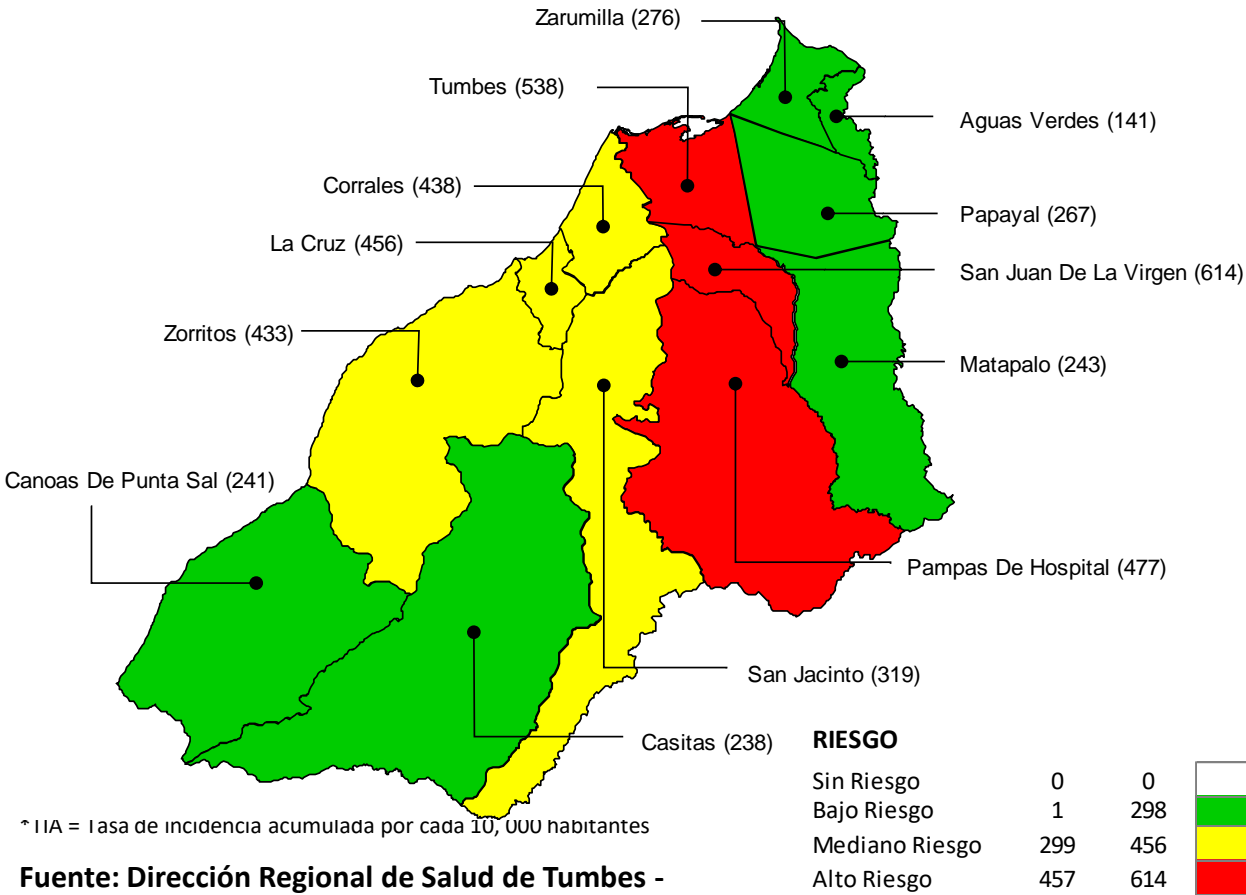 Zarumilla (276)
Tumbes (538)
Aguas Verdes (141)
Corrales (438)
Papayal (267)
La Cruz (456)
San Juan De La Virgen (614)
Zorritos (433)
Matapalo (243)
Canoas De Punta Sal (241)
Pampas De Hospital (477)
San Jacinto (319)
Casitas (238)
RIESGO
Sin Riesgo 0 0
Bajo Riesgo 1 298
Mediano Riesgo 299 456
Alto Riesgo 457 614
* TIA = Tasa de incidencia acumulada por cada 10, 000 habitantes
Fuente: Dirección Regional de Salud de Tumbes -